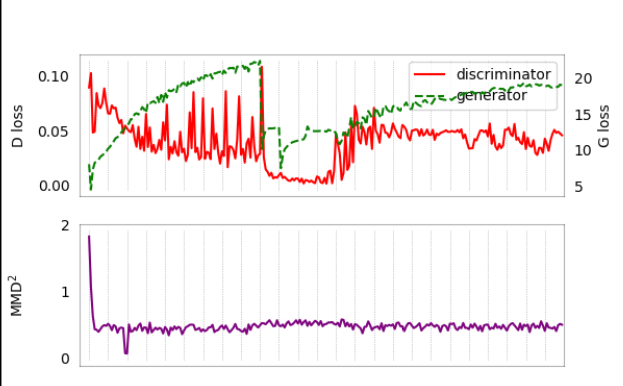 0.10
0.05
0.00
D loss
discriminator
generator
20
15
10
5
G loss
2
1
0
MMD²